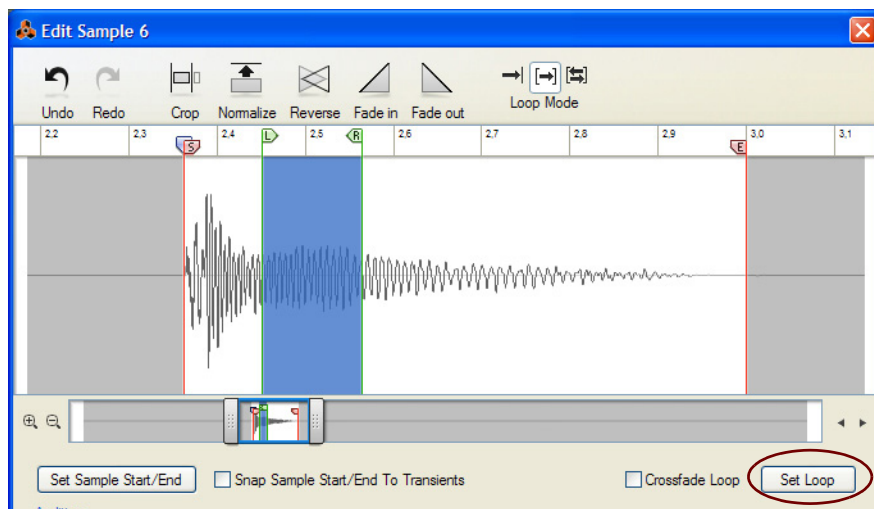 Edit Sample 6
Undo Redo Crop Normalize Reverse Fade in Fade out Loop Mode
2.2 2.3 2.4 2.5 2.6 2.7 2.8 2.9 3.0 3.1
S L R E
Set Sample Start/End Snap Sample Start/End To Transients Crossfade Loop Set Loop